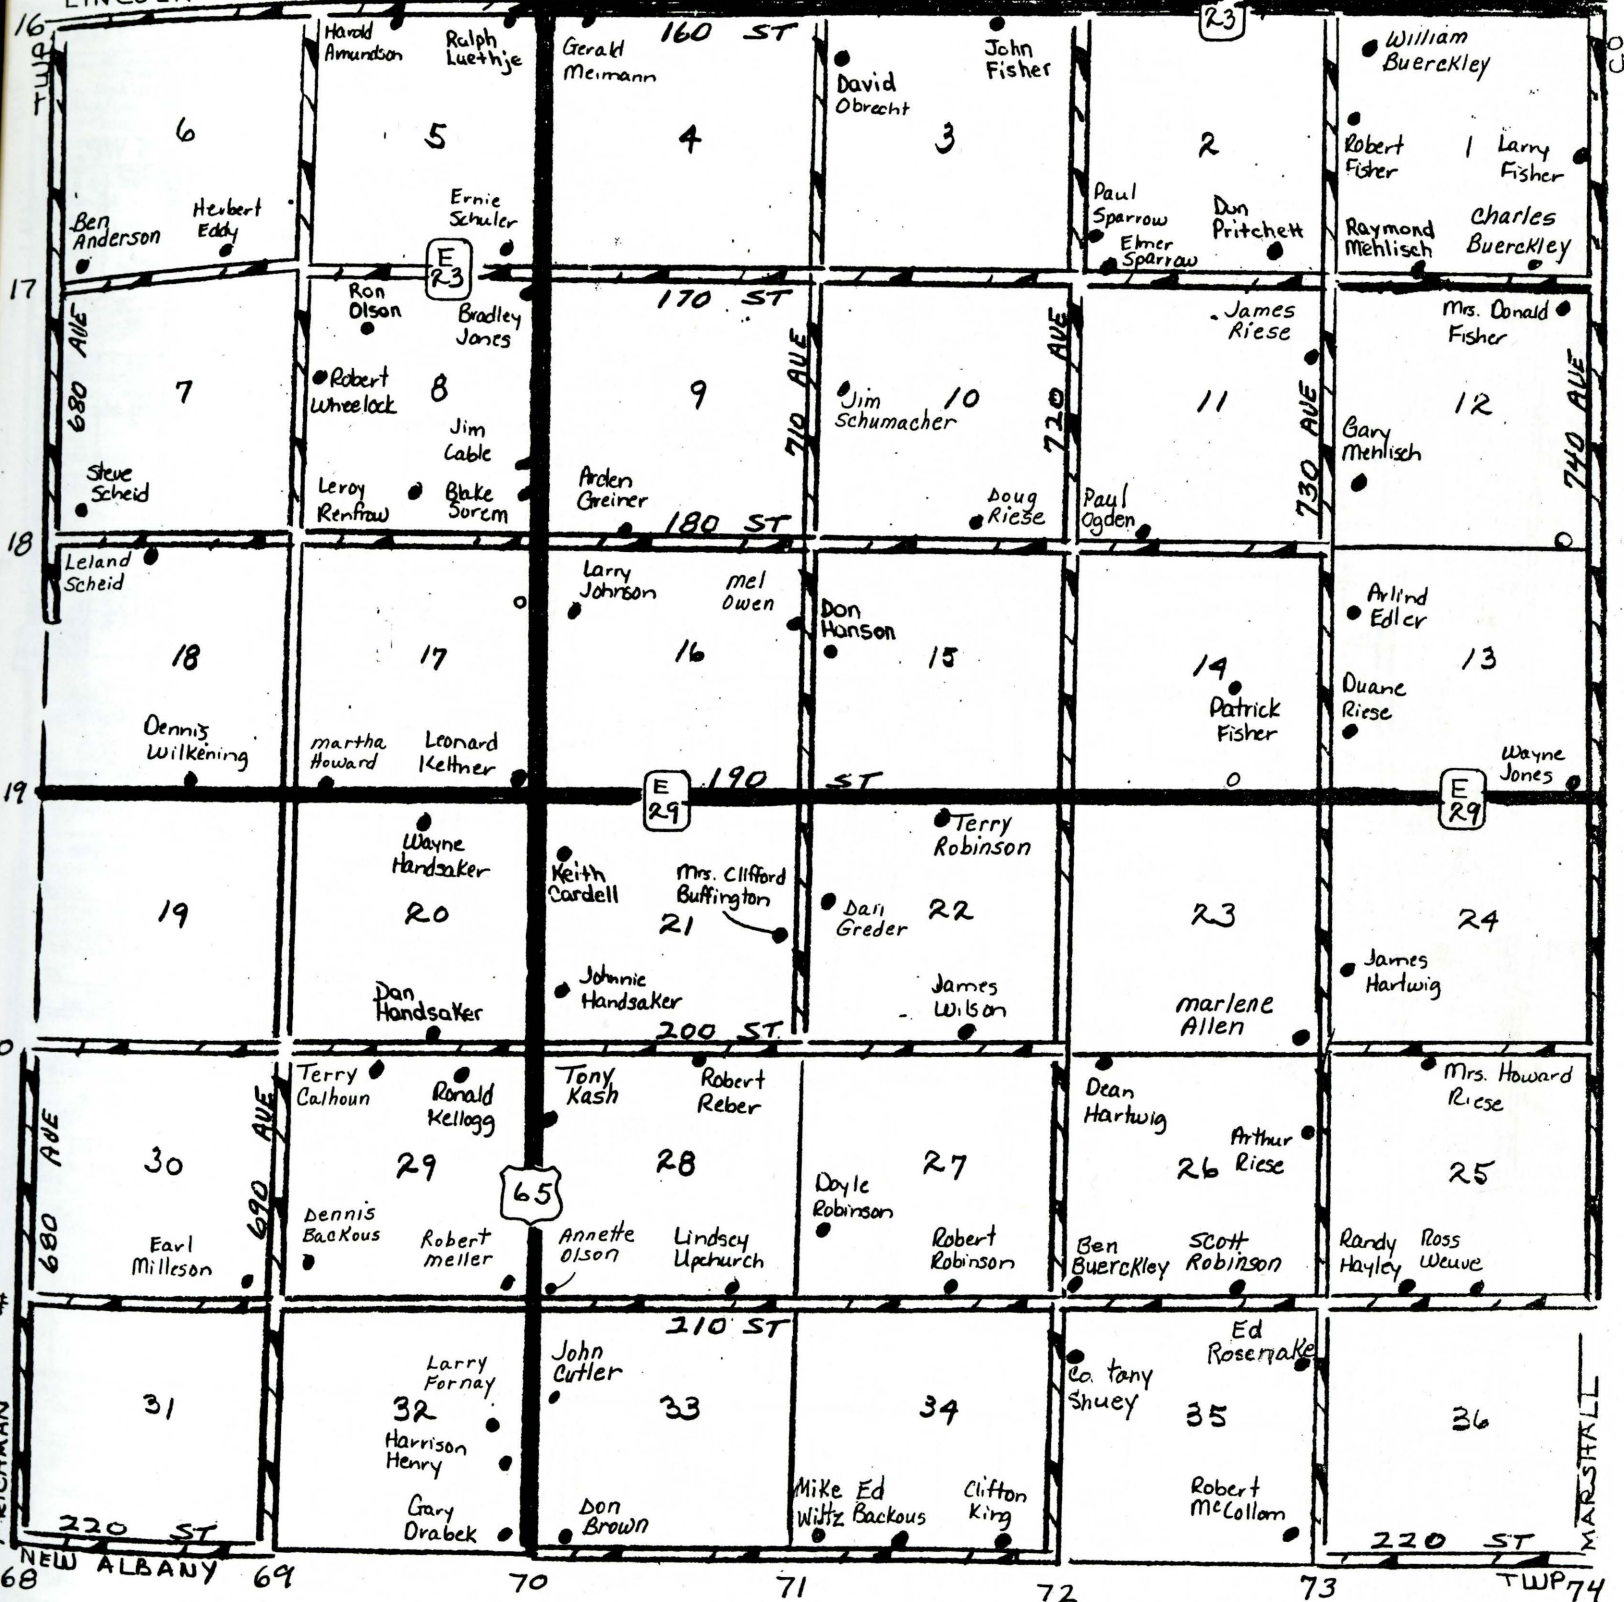 16
TWP
Harold
Amundson
Ralph
Luethje
Gerald
Meimann
160 ST
David
Obrecht
John
Fisher
23
William
Buerckley
CO
6
5
4
3
2
Robert
Fisher
1
Larry
Fisher
Ben
Anderson
Herbert
Eddy
Ernie
Schuler
E
23
Paul
Sparrow
Elmer
Sparrow
Don
Pritchett
Raymond
Mehlisch
Charles
Buerckley
17
680 AVE
Ron
Olson
Bradley
Jones
170 ST
710 AVE
720 AVE
James
Riese
730 AVE
Mrs. Donald
Fisher
740 AVE
7
Robert
Wheelock
8
9
Jim
Schumacher
10
11
12
Jim
Cable
Gary
Mehlisch
Steve
Scheid
Leroy
Renfrow
Blake
Sorem
Arden
Greiner
180 ST
Doug
Riese
Paul
Ogden
18
Leland
Scheid
Larry
Johnson
Mel
Owen
Don
Hanson
Arlind
Edler
18
17
16
15
14
Patrick
Fisher
13
Duane
Riese
Dennis
Wilkening
Martha
Howard
Leonard
Kettner
Wayne
Jones
19
E
29
190 ST
E
29
Wayne
Handsaker
Keith
Cardell
Mrs. Clifford
Buffington
Terry
Robinson
19
20
21
Dan
Greder
22
23
24
Dan
Handsaker
Johnnie
Handsaker
James
Wilson
Marlene
Allen
James
Hartwig
200 ST.
Terry
Calhoun
Ronald
Kellogg
Tony
Kash
Robert
Reber
Dean
Hartwig
Arthur
Riese
Mrs. Howard
Riese
680 AVE
690 AVE
30
29
65
28
27
26
25
Doyle
Robinson
Earl
Milleson
Dennis
Backous
Robert
Meller
Annette
Olson
Lindsey
Upchurch
Robert
Robinson
Ben
Buerckley
Scott
Robinson
Randy
Hayley
Ross
Weuve
210 ST
Larry
Fornay
John
Cutler
Co. Tany
Shuey
Ed
Rosenake
31
32
33
34
35
36
Harrison
Henry
MARSHALL
Gary
Drabek
Don
Brown
Mike
Wiltz
Ed
Backous
Clifton
King
Robert
McCollom
220 ST
220 ST
NEW ALBANY
TWP
68
69
70
71
72
73
74